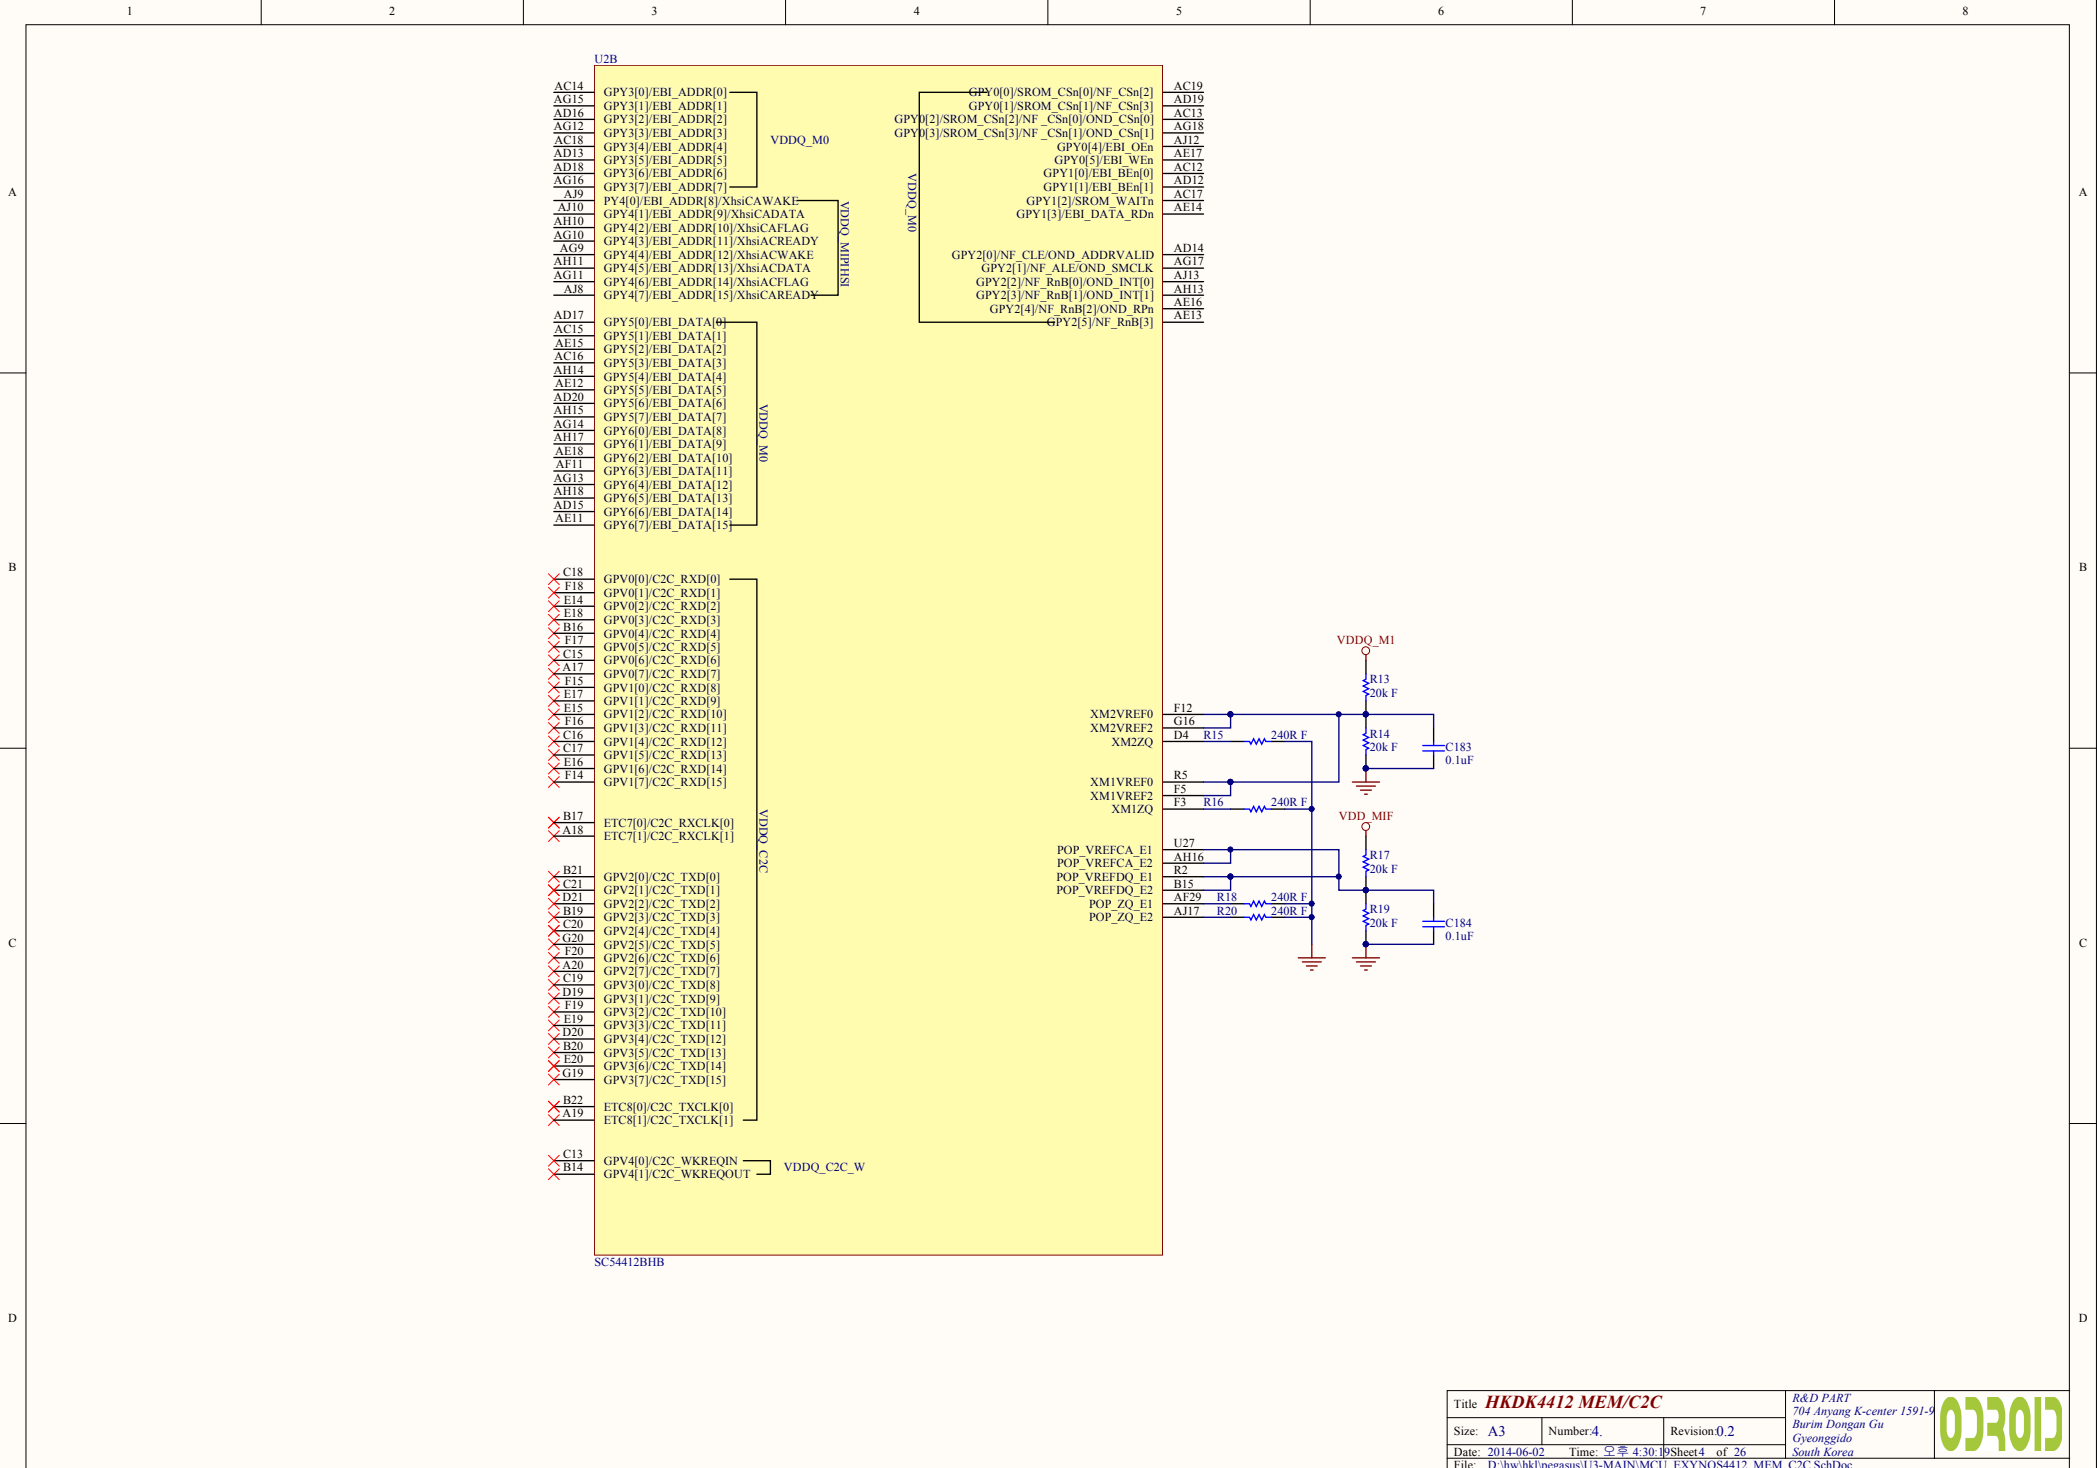 1 2 3 4 5 6 7 8
A A
B B
C C
D D
U2B
AC14 GPY3[0]/EBI_ADDR[0]
AG15 GPY3[1]/EBI_ADDR[1]
AD16 GPY3[2]/EBI_ADDR[2]
AG12 GPY3[3]/EBI_ADDR[3]
AC18 GPY3[4]/EBI_ADDR[4]
AD13 GPY3[5]/EBI_ADDR[5]
AD18 GPY3[6]/EBI_ADDR[6]
AG16 GPY3[7]/EBI_ADDR[7]
VDDQ_M0
AJ9 PY4[0]/EBI_ADDR[8]/XhsiCAWAKE
AJ10 GPY4[1]/EBI_ADDR[9]/XhsiCADATA
AH10 GPY4[2]/EBI_ADDR[10]/XhsiCAFLAG
AG10 GPY4[3]/EBI_ADDR[11]/XhsiACREADY
AG9 GPY4[4]/EBI_ADDR[12]/XhsiACWAKE
AH11 GPY4[5]/EBI_ADDR[13]/XhsiACDATA
AG11 GPY4[6]/EBI_ADDR[14]/XhsiACFLAG
AJ8 GPY4[7]/EBI_ADDR[15]/XhsiCAREADY
VDDQ_MIPIHSI
AD17 GPY5[0]/EBI_DATA[0]
AC15 GPY5[1]/EBI_DATA[1]
AE15 GPY5[2]/EBI_DATA[2]
AC16 GPY5[3]/EBI_DATA[3]
AH14 GPY5[4]/EBI_DATA[4]
AE12 GPY5[5]/EBI_DATA[5]
AD20 GPY5[6]/EBI_DATA[6]
AH15 GPY5[7]/EBI_DATA[7]
AG14 GPY6[0]/EBI_DATA[8]
AH17 GPY6[1]/EBI_DATA[9]
AE18 GPY6[2]/EBI_DATA[10]
AF11 GPY6[3]/EBI_DATA[11]
AG13 GPY6[4]/EBI_DATA[12]
AH18 GPY6[5]/EBI_DATA[13]
AD15 GPY6[6]/EBI_DATA[14]
AE11 GPY6[7]/EBI_DATA[15]
VDDQ_M0
C18 GPV0[0]/C2C_RXD[0]
F18 GPV0[1]/C2C_RXD[1]
E14 GPV0[2]/C2C_RXD[2]
E18 GPV0[3]/C2C_RXD[3]
B16 GPV0[4]/C2C_RXD[4]
F17 GPV0[5]/C2C_RXD[5]
C15 GPV0[6]/C2C_RXD[6]
A17 GPV0[7]/C2C_RXD[7]
F15 GPV1[0]/C2C_RXD[8]
E17 GPV1[1]/C2C_RXD[9]
E15 GPV1[2]/C2C_RXD[10]
F16 GPV1[3]/C2C_RXD[11]
C16 GPV1[4]/C2C_RXD[12]
C17 GPV1[5]/C2C_RXD[13]
E16 GPV1[6]/C2C_RXD[14]
F14 GPV1[7]/C2C_RXD[15]
B17 ETC7[0]/C2C_RXCLK[0]
A18 ETC7[1]/C2C_RXCLK[1]
VDDQ_C2C
B21 GPV2[0]/C2C_TXD[0]
C21 GPV2[1]/C2C_TXD[1]
D21 GPV2[2]/C2C_TXD[2]
B19 GPV2[3]/C2C_TXD[3]
C20 GPV2[4]/C2C_TXD[4]
G20 GPV2[5]/C2C_TXD[5]
F20 GPV2[6]/C2C_TXD[6]
A20 GPV2[7]/C2C_TXD[7]
C19 GPV3[0]/C2C_TXD[8]
D19 GPV3[1]/C2C_TXD[9]
F19 GPV3[2]/C2C_TXD[10]
E19 GPV3[3]/C2C_TXD[11]
D20 GPV3[4]/C2C_TXD[12]
B20 GPV3[5]/C2C_TXD[13]
E20 GPV3[6]/C2C_TXD[14]
G19 GPV3[7]/C2C_TXD[15]
B22 ETC8[0]/C2C_TXCLK[0]
A19 ETC8[1]/C2C_TXCLK[1]
C13 GPV4[0]/C2C_WKREQIN
B14 GPV4[1]/C2C_WKREQOUT
VDDQ_C2C_W
SC54412BHB
GPY0[0]/SROM_CSn[0]/NF_CSn[2] AC19
GPY0[1]/SROM_CSn[1]/NF_CSn[3] AD19
GPY0[2]/SROM_CSn[2]/NF _CSn[0]/OND_CSn[0] AC13
GPY0[3]/SROM_CSn[3]/NF _CSn[1]/OND_CSn[1] AG18
GPY0[4]/EBI_OEn AJ12
GPY0[5]/EBI_WEn AE17
GPY1[0]/EBI_BEn[0] AC12
GPY1[1]/EBI_BEn[1] AD12
GPY1[2]/SROM_WAITn AC17
GPY1[3]/EBI_DATA_RDn AE14
VDDQ_M0
GPY2[0]/NF_CLE/OND_ADDRVALID AD14
GPY2[1]/NF_ALE/OND_SMCLK AG17
GPY2[2]/NF_RnB[0]/OND_INT[0] AJ13
GPY2[3]/NF_RnB[1]/OND_INT[1] AH13
GPY2[4]/NF_RnB[2]/OND_RPn AE16
GPY2[5]/NF_RnB[3] AE13
XM2VREF0 F12
XM2VREF2 G16
XM2ZQ D4 R15 240R F
XM1VREF0 R5
XM1VREF2 F5
XM1ZQ F3 R16 240R F
POP_VREFCA_E1 U27
POP_VREFCA_E2 AH16
POP_VREFDQ_E1 R2
POP_VREFDQ_E2 B15
POP_ZQ_E1 AF29 R18 240R F
POP_ZQ_E2 AJ17 R20 240R F
VDDQ_M1
R13
20k F
R14
20k F
C183
0.1uF
VDD_MIF
R17
20k F
R19
20k F
C184
0.1uF
Title HKDK4412 MEM/C2C
Size: A3 Number:4. Revision:0.2
Date: 2014-06-02 Time: 오후 4:30:19 Sheet4 of 26
File: D:\hw\hkl\pegasus\U3-MAIN\MCU_EXYNOS4412_MEM_C2C.SchDoc
R&D PART
704 Anyang K-center 1591-9
Burim Dongan Gu
Gyeonggido
South Korea
ODROID